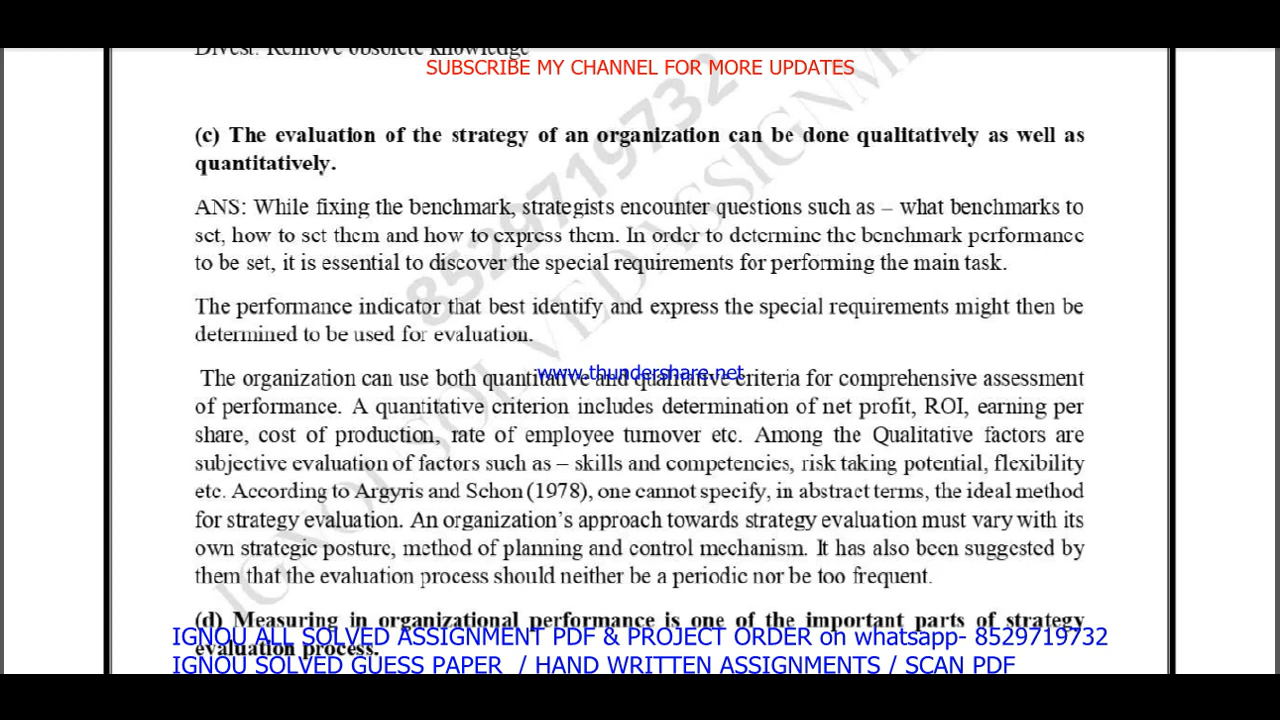 Divest: Remove obsolete knowledge
SUBSCRIBE MY CHANNEL FOR MORE UPDATES
(c) The evaluation of the strategy of an organization can be done qualitatively as well as
quantitatively.
ANS: While fixing the benchmark, strategists encounter questions such as – what benchmarks to
set, how to set them and how to express them. In order to determine the benchmark performance
to be set, it is essential to discover the special requirements for performing the main task.
The performance indicator that best identify and express the special requirements might then be
determined to be used for evaluation.
www.thundershare.net
The organization can use both quantitative and qualitative criteria for comprehensive assessment
of performance. A quantitative criterion includes determination of net profit, ROI, earning per
share, cost of production, rate of employee turnover etc. Among the Qualitative factors are
subjective evaluation of factors such as – skills and competencies, risk taking potential, flexibility
etc. According to Argyris and Schon (1978), one cannot specify, in abstract terms, the ideal method
for strategy evaluation. An organization's approach towards strategy evaluation must vary with its
own strategic posture, method of planning and control mechanism. It has also been suggested by
them that the evaluation process should neither be a periodic nor be too frequent.
(d) Measuring in organizational performance is one of the important parts of strategy
evaluation process.
IGNOU ALL SOLVED ASSIGNMENT PDF & PROJECT ORDER on whatsapp- 8529719732
IGNOU SOLVED GUESS PAPER / HAND WRITTEN ASSIGNMENTS / SCAN PDF
8529719732
IGNOU SOLVED ASSIGNME